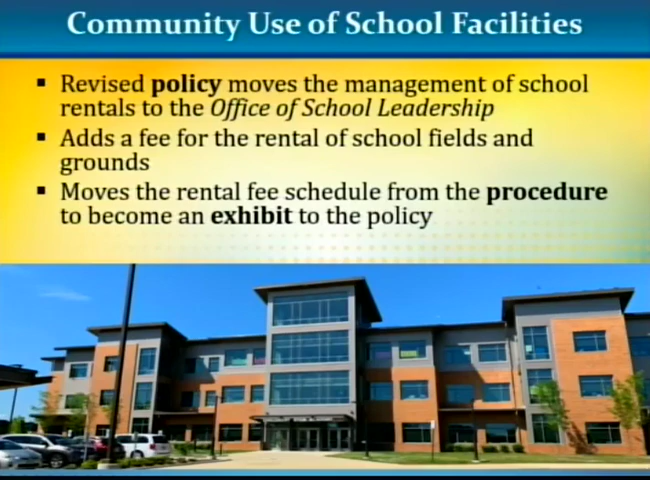 Community Use of School Facilities
▪ Revised policy moves the management of school
rentals to the Office of School Leadership
▪ Adds a fee for the rental of school fields and
grounds
▪ Moves the rental fee schedule from the procedure
to become an exhibit to the policy